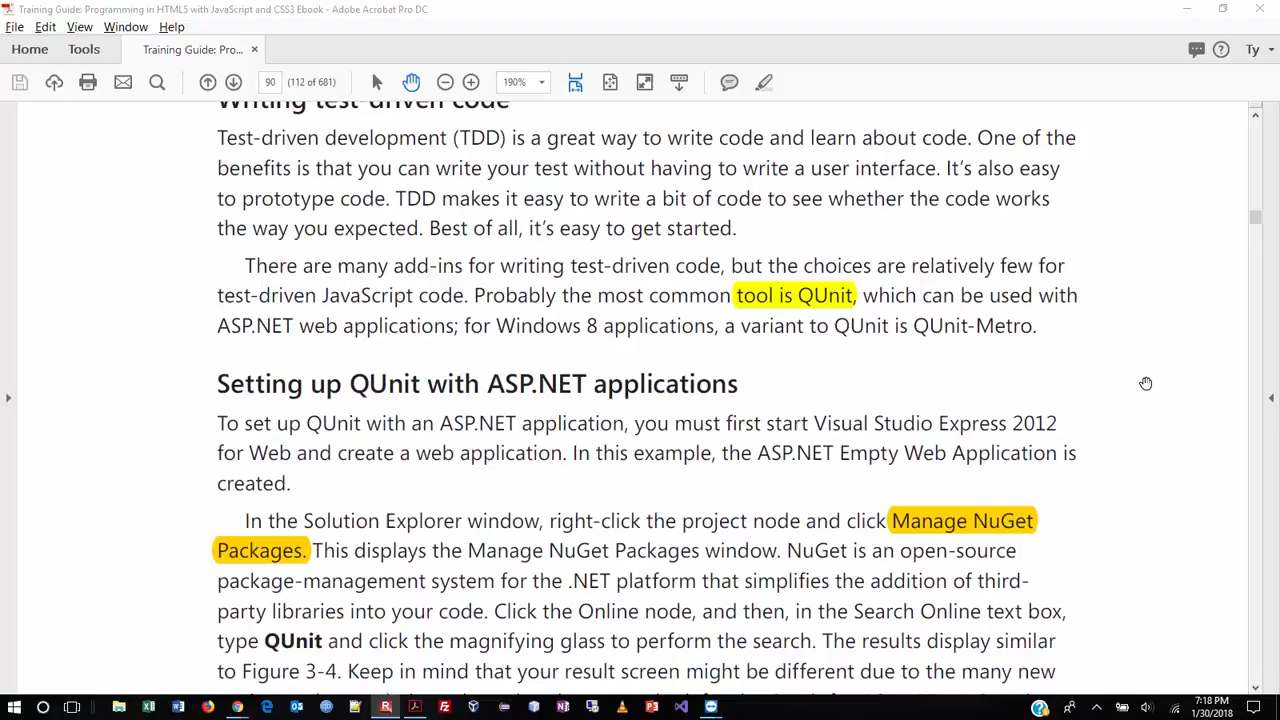 Training Guide: Programming in HTML5 with JavaScript and CSS3 Ebook - Adobe Acrobat Pro DC
File Edit View Window Help
Home Tools Training Guide: Pro... × Ty
90 (112 of 681) 190%
Writing test-driven code
Test-driven development (TDD) is a great way to write code and learn about code. One of the
benefits is that you can write your test without having to write a user interface. It's also easy
to prototype code. TDD makes it easy to write a bit of code to see whether the code works
the way you expected. Best of all, it's easy to get started.
There are many add-ins for writing test-driven code, but the choices are relatively few for
test-driven JavaScript code. Probably the most common tool is QUnit, which can be used with
ASP.NET web applications; for Windows 8 applications, a variant to QUnit is QUnit-Metro.
Setting up QUnit with ASP.NET applications
To set up QUnit with an ASP.NET application, you must first start Visual Studio Express 2012
for Web and create a web application. In this example, the ASP.NET Empty Web Application is
created.
In the Solution Explorer window, right-click the project node and click Manage NuGet
Packages. This displays the Manage NuGet Packages window. NuGet is an open-source
package-management system for the .NET platform that simplifies the addition of third-
party libraries into your code. Click the Online node, and then, in the Search Online text box,
type QUnit and click the magnifying glass to perform the search. The results display similar
to Figure 3-4. Keep in mind that your result screen might be different due to the many new
7:18 PM
1/30/2018